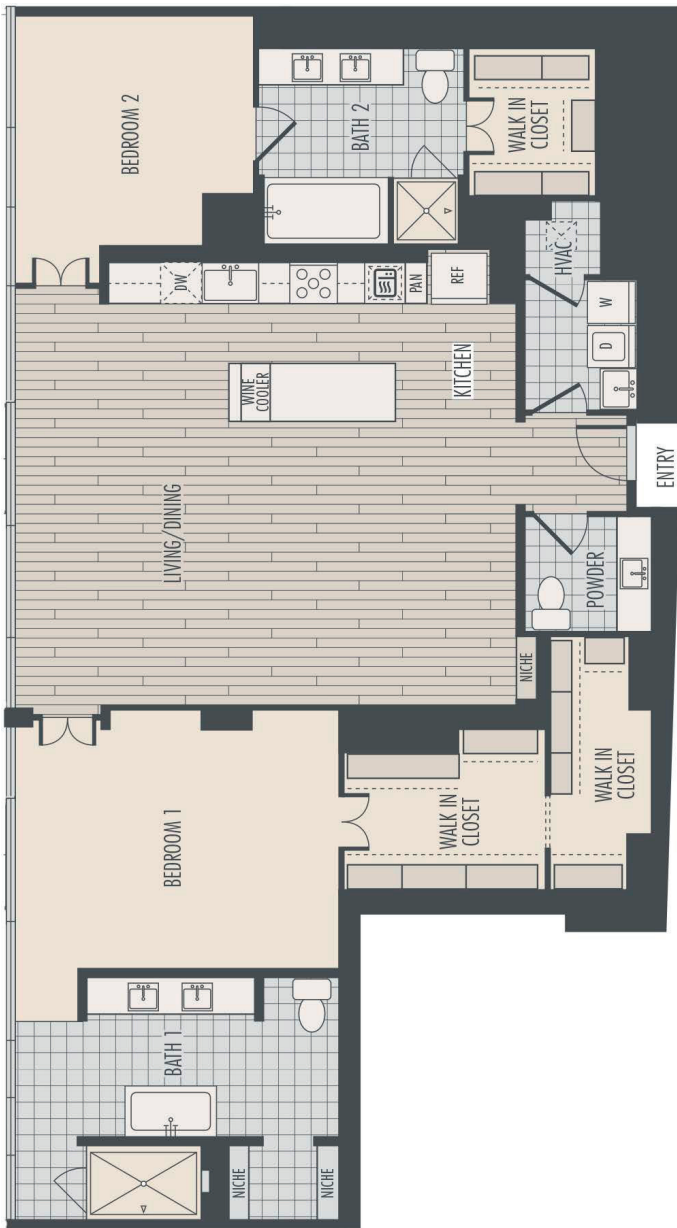 BEDROOM 2
BATH 2
WALK IN
CLOSET
HVAC
DW
PAN
REF
W
D
WINE
COOLER
KITCHEN
LIVING/DINING
ENTRY
POWDER
NICHE
BEDROOM 1
WALK IN
CLOSET
WALK IN
CLOSET
BATH 1
NICHE
NICHE